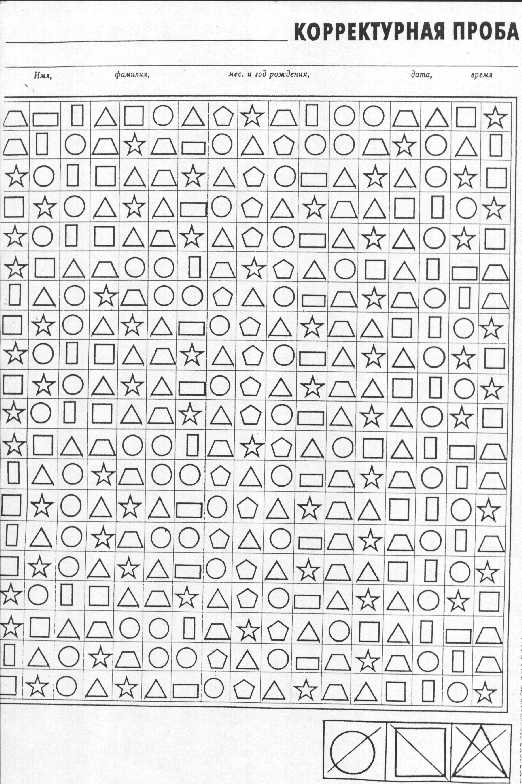 КОРРЕКТУРНАЯ ПРОБА
Имя, фамилия, мес. и год рождения, дата, время